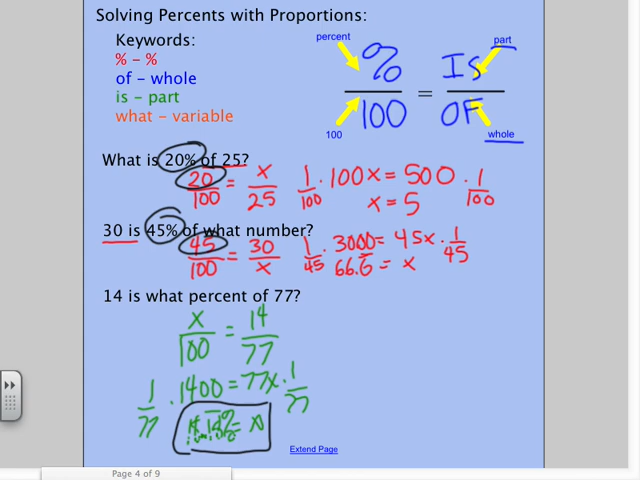 Solving Percents with Proportions:
Keywords:
% - %
of - whole
is - part
what - variable
percent
part
%
100
=
IS
OF
100
whole
What is 20% of 25?
20/100 = x/25
1/100 · 100x = 500 · 1/100
x = 5
30 is 45% of what number?
45/100 = 30/x
1/45 · 3000 = 45x · 1/45
66.6 = x
14 is what percent of 77?
x/100 = 14/77
1/77 · 1400 = 77x · 1/77
Extend Page
Page 4 of 9